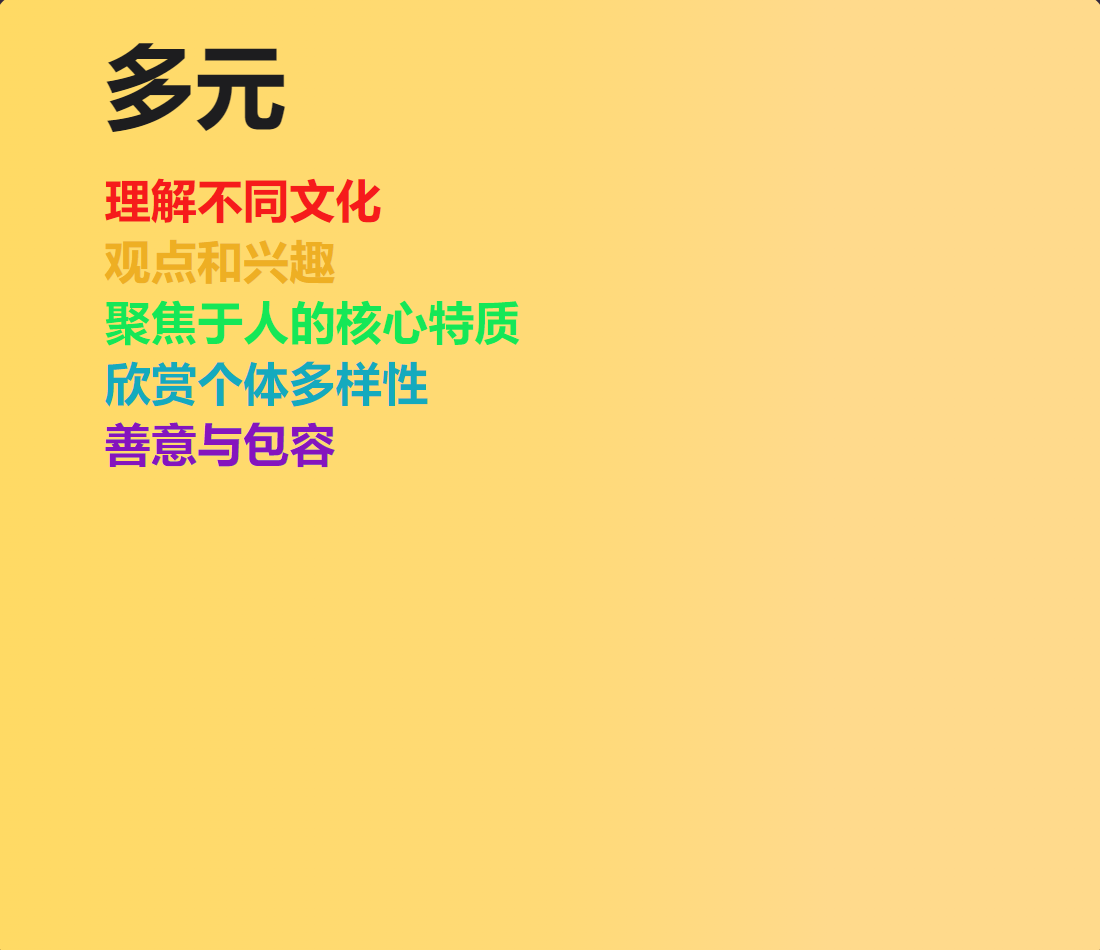 多元
理解不同文化
观点和兴趣
聚焦于人的核心特质
欣赏个体多样性
善意与包容